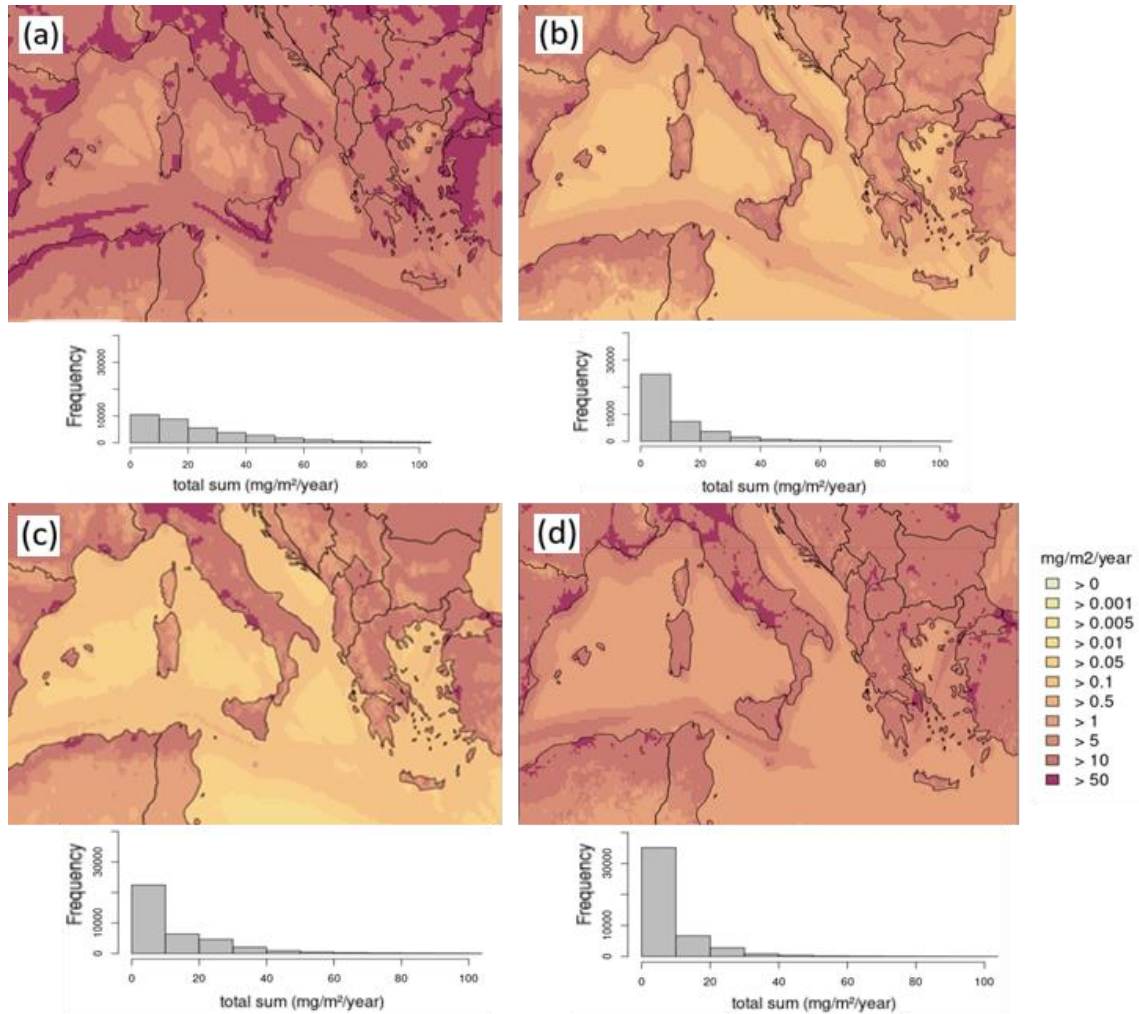 (a)
(b)
Frequency
0 10000 30000
0 20 40 60 80 100
total sum (mg/m²/year)
Frequency
0 10000 30000
0 20 40 60 80 100
total sum (mg/m²/year)
(c)
(d)
mg/m2/year
> 0
> 0.001
> 0.005
> 0.01
> 0.05
> 0.1
> 0.5
> 1
> 5
> 10
> 50
Frequency
0 10000 30000
0 20 40 60 80 100
total sum (mg/m²/year)
Frequency
0 10000 30000
0 20 40 60 80 100
total sum (mg/m²/year)